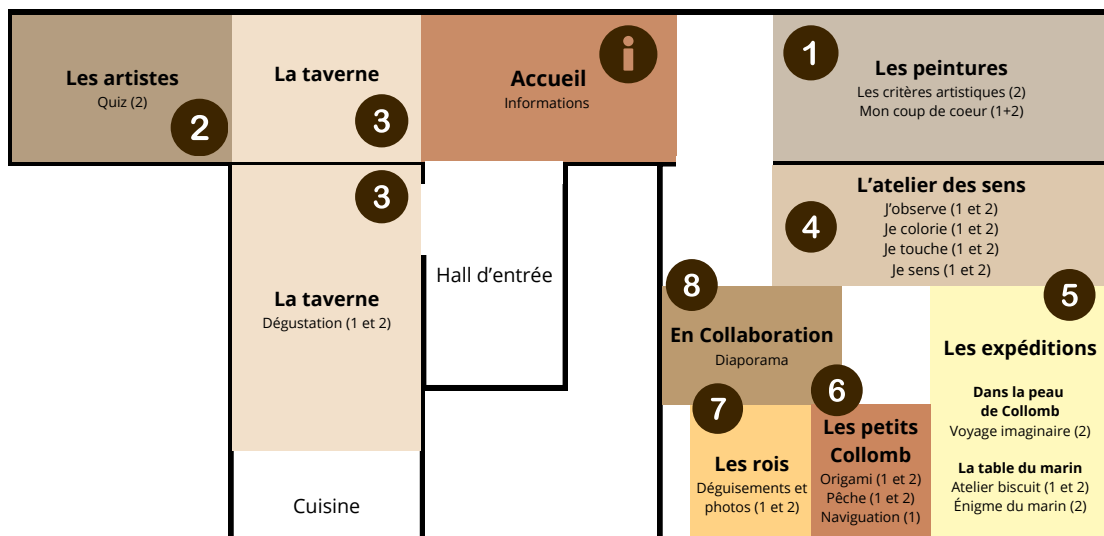 Les artistes
Quiz (2)
2
La taverne
3
Accueil
Informations
i
1
Les peintures
Les critères artistiques (2)
Mon coup de coeur (1+2)
3
La taverne
Dégustation (1 et 2)
Hall d'entrée
Cuisine
L'atelier des sens
4
J'observe (1 et 2)
Je colorie (1 et 2)
Je touche (1 et 2)
Je sens (1 et 2)
8
En Collaboration
Diaporama
5
Les expéditions
Dans la peau
de Collomb
Voyage imaginaire (2)
La table du marin
Atelier biscuit (1 et 2)
Énigme du marin (2)
7
Les rois
Déguisements et
photos (1 et 2)
6
Les petits
Collomb
Origami (1 et 2)
Pêche (1 et 2)
Naviguation (1)